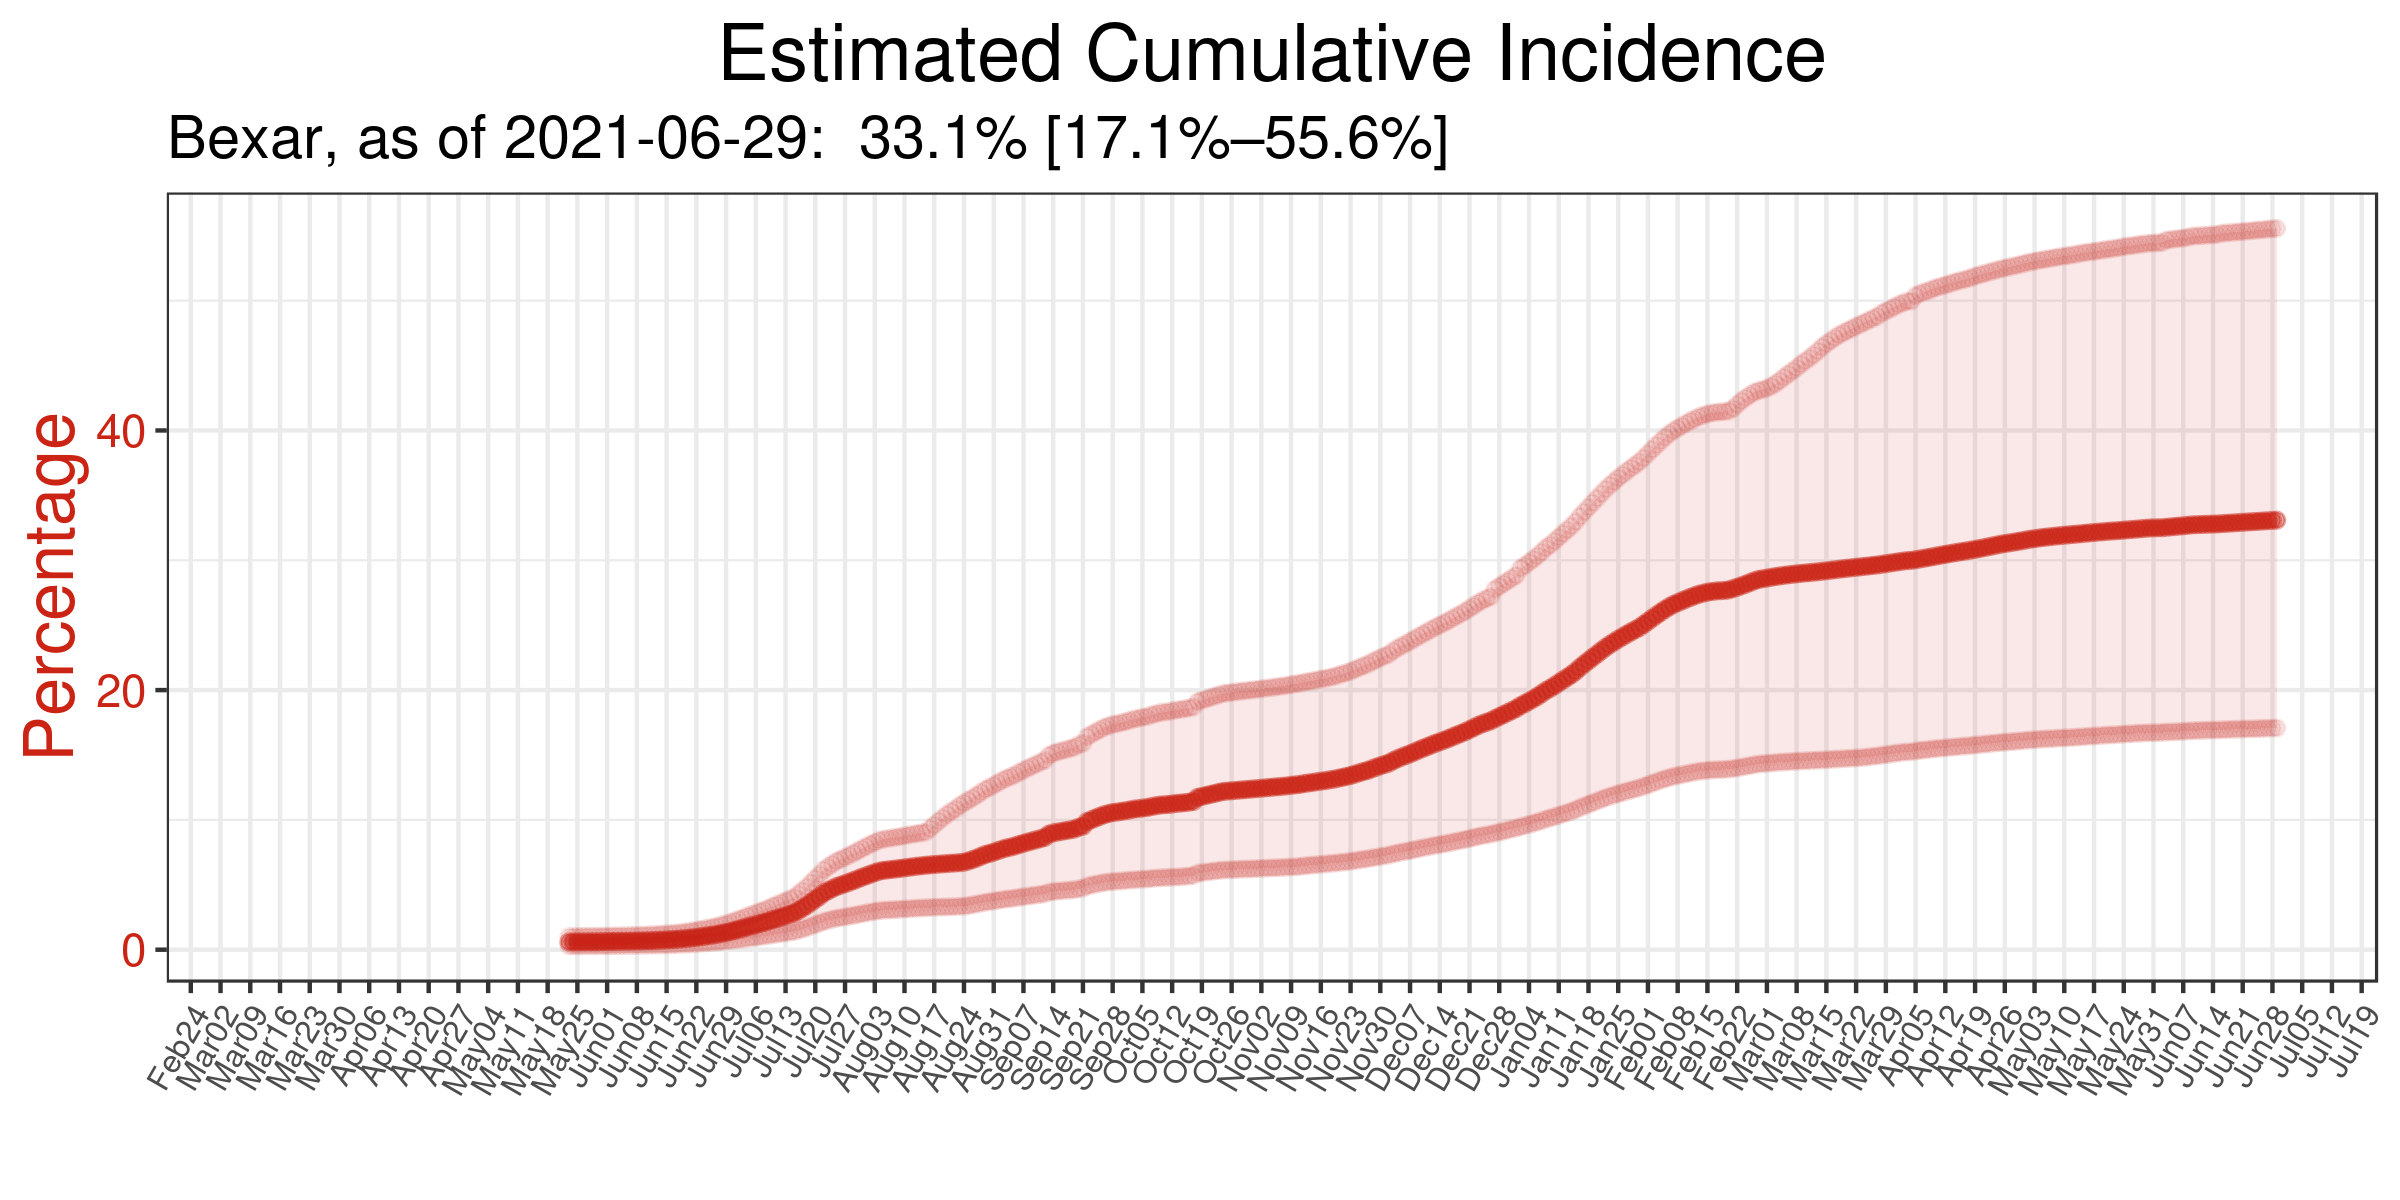 Estimated Cumulative Incidence
Bexar, as of 2021-06-29:  33.1% [17.1%–55.6%]
Percentage
40
20
0
Feb24
Mar02
Mar09
Mar16
Mar23
Mar30
Apr06
Apr13
Apr20
Apr27
May04
May11
May18
May25
Jun01
Jun08
Jun15
Jun22
Jun29
Jul06
Jul13
Jul20
Jul27
Aug03
Aug10
Aug17
Aug24
Aug31
Sep07
Sep14
Sep21
Sep28
Oct05
Oct12
Oct19
Oct26
Nov02
Nov09
Nov16
Nov23
Nov30
Dec07
Dec14
Dec21
Dec28
Jan04
Jan11
Jan18
Jan25
Feb01
Feb08
Feb15
Feb22
Mar01
Mar08
Mar15
Mar22
Mar29
Apr05
Apr12
Apr19
Apr26
May03
May10
May17
May24
May31
Jun07
Jun14
Jun21
Jun28
Jul05
Jul12
Jul19